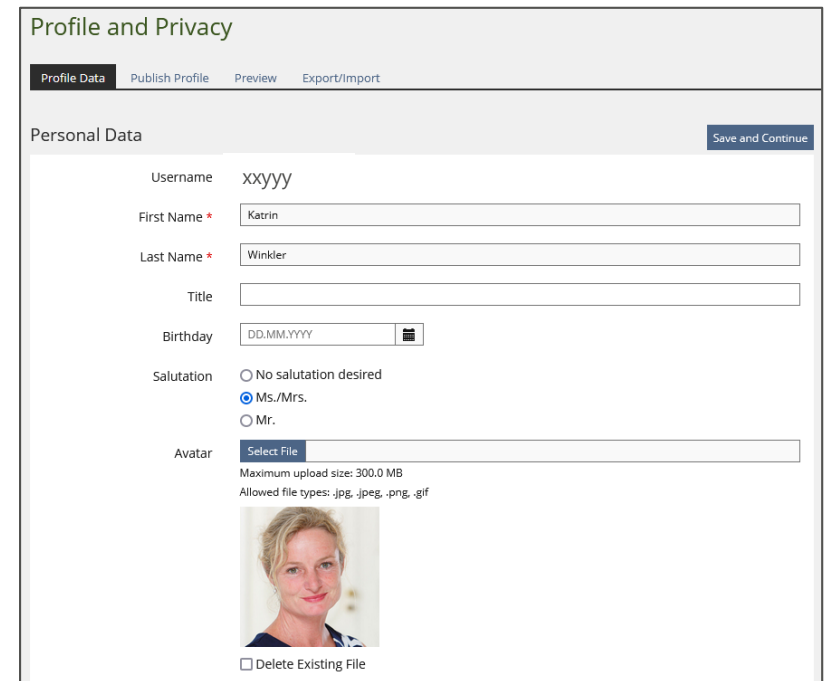 Profile and Privacy
Profile Data Publish Profile Preview Export/Import
Personal Data Save and Continue
Username xxyyy
First Name * Katrin
Last Name * Winkler
Title
Birthday DD.MM.YYYY
Salutation No salutation desired
Ms./Mrs.
Mr.
Avatar Select File
Maximum upload size: 300.0 MB
Allowed file types: .jpg, .jpeg, .png, .gif
Delete Existing File